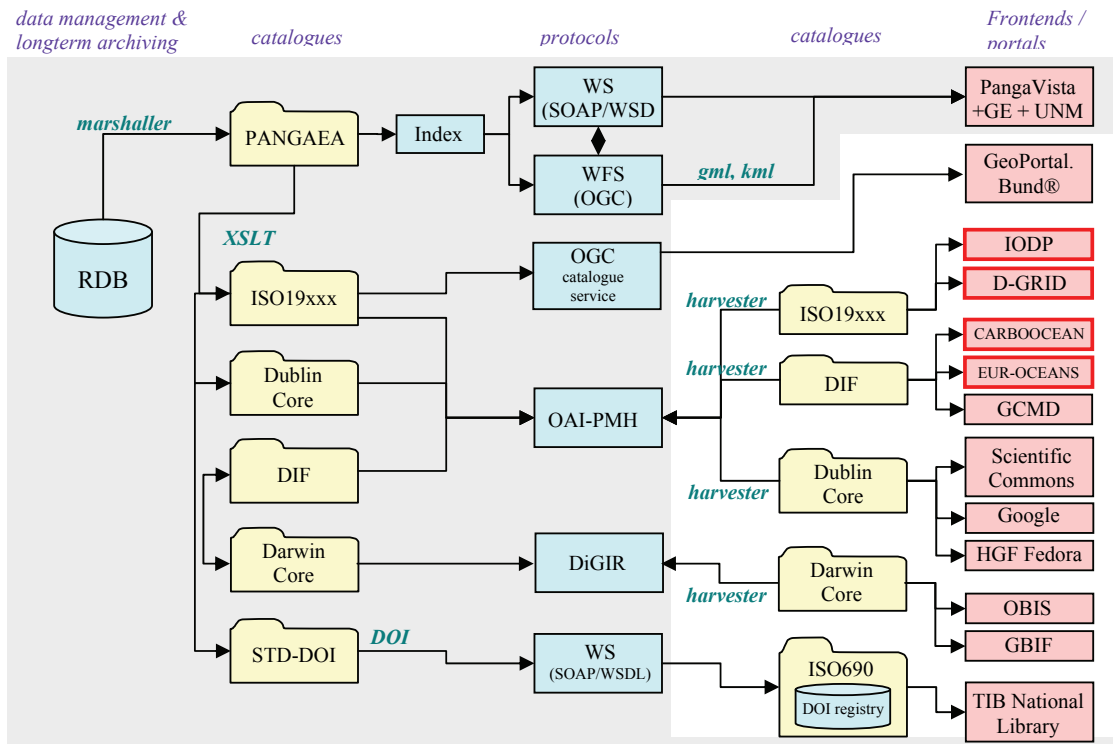 data management &
longterm archiving
catalogues
protocols
catalogues
Frontends /
portals
marshaller
PANGAEA
Index
WS
(SOAP/WSD
WFS
(OGC)
gml, kml
PangaVista
+GE + UNM
GeoPortal.
Bund®
RDB
XSLT
ISO19xxx
OGC
catalogue
service
harvester
ISO19xxx
IODP
D-GRID
Dublin
Core
OAI-PMH
harvester
DIF
CARBOOCEAN
EUR-OCEANS
GCMD
DIF
harvester
Dublin
Core
Scientific
Commons
Google
HGF Fedora
Darwin
Core
DiGIR
harvester
Darwin
Core
OBIS
GBIF
STD-DOI
DOI
WS
(SOAP/WSDL)
ISO690
DOI registry
TIB National
Library